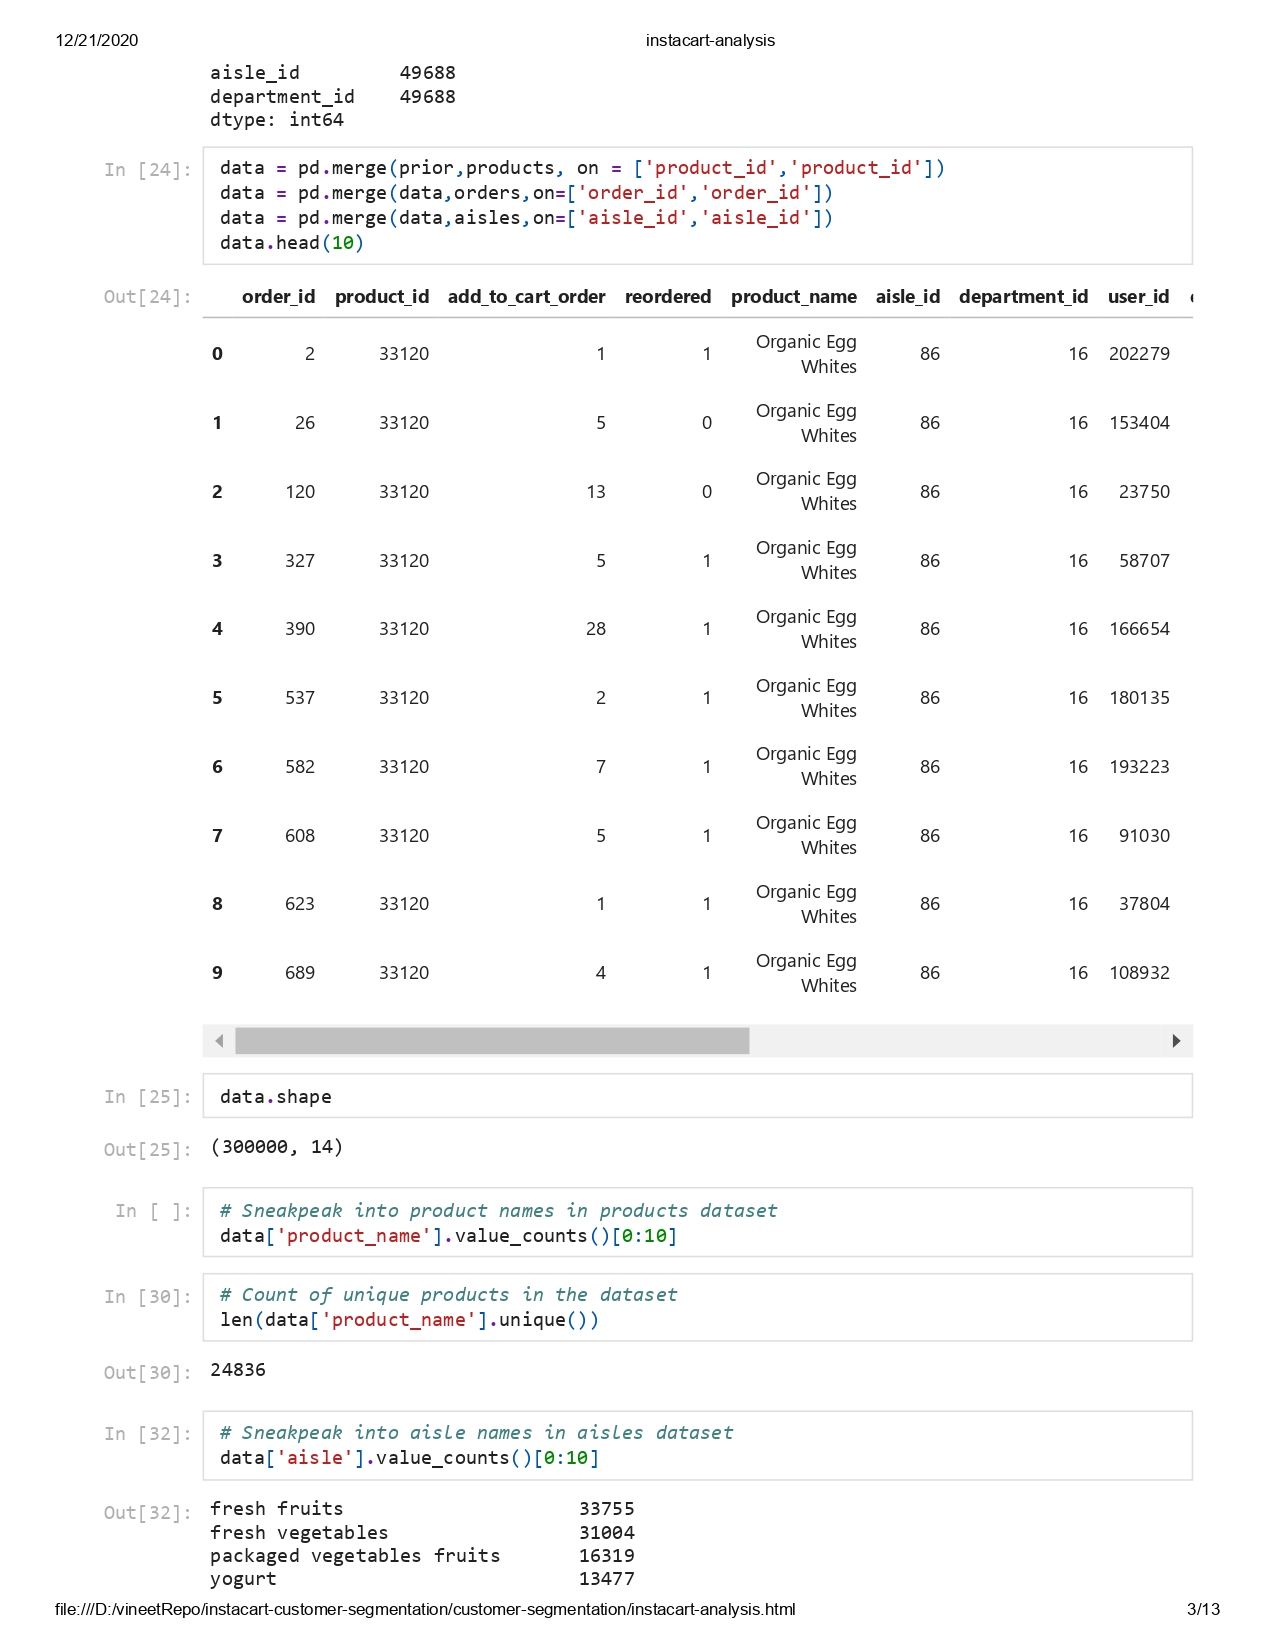 12/21/2020 instacart-analysis
aisle_id 49688
department_id 49688
dtype: int64
In [24]: data = pd.merge(prior,products, on = ['product_id','product_id'])
data = pd.merge(data,orders,on=['order_id','order_id'])
data = pd.merge(data,aisles,on=['aisle_id','aisle_id'])
data.head(10)
Out[24]: order_id product_id add_to_cart_order reordered product_name aisle_id department_id user_id
0 2 33120 1 1 Organic Egg Whites 86 16 202279
1 26 33120 5 0 Organic Egg Whites 86 16 153404
2 120 33120 13 0 Organic Egg Whites 86 16 23750
3 327 33120 5 1 Organic Egg Whites 86 16 58707
4 390 33120 28 1 Organic Egg Whites 86 16 166654
5 537 33120 2 1 Organic Egg Whites 86 16 180135
6 582 33120 7 1 Organic Egg Whites 86 16 193223
7 608 33120 5 1 Organic Egg Whites 86 16 91030
8 623 33120 1 1 Organic Egg Whites 86 16 37804
9 689 33120 4 1 Organic Egg Whites 86 16 108932
In [25]: data.shape
Out[25]: (300000, 14)
In [ ]: # Sneakpeak into product names in products dataset
data['product_name'].value_counts()[0:10]
In [30]: # Count of unique products in the dataset
len(data['product_name'].unique())
Out[30]: 24836
In [32]: # Sneakpeak into aisle names in aisles dataset
data['aisle'].value_counts()[0:10]
Out[32]: fresh fruits 33755
fresh vegetables 31004
packaged vegetables fruits 16319
yogurt 13477
file:///D:/vineetRepo/instacart-customer-segmentation/customer-segmentation/instacart-analysis.html 3/13